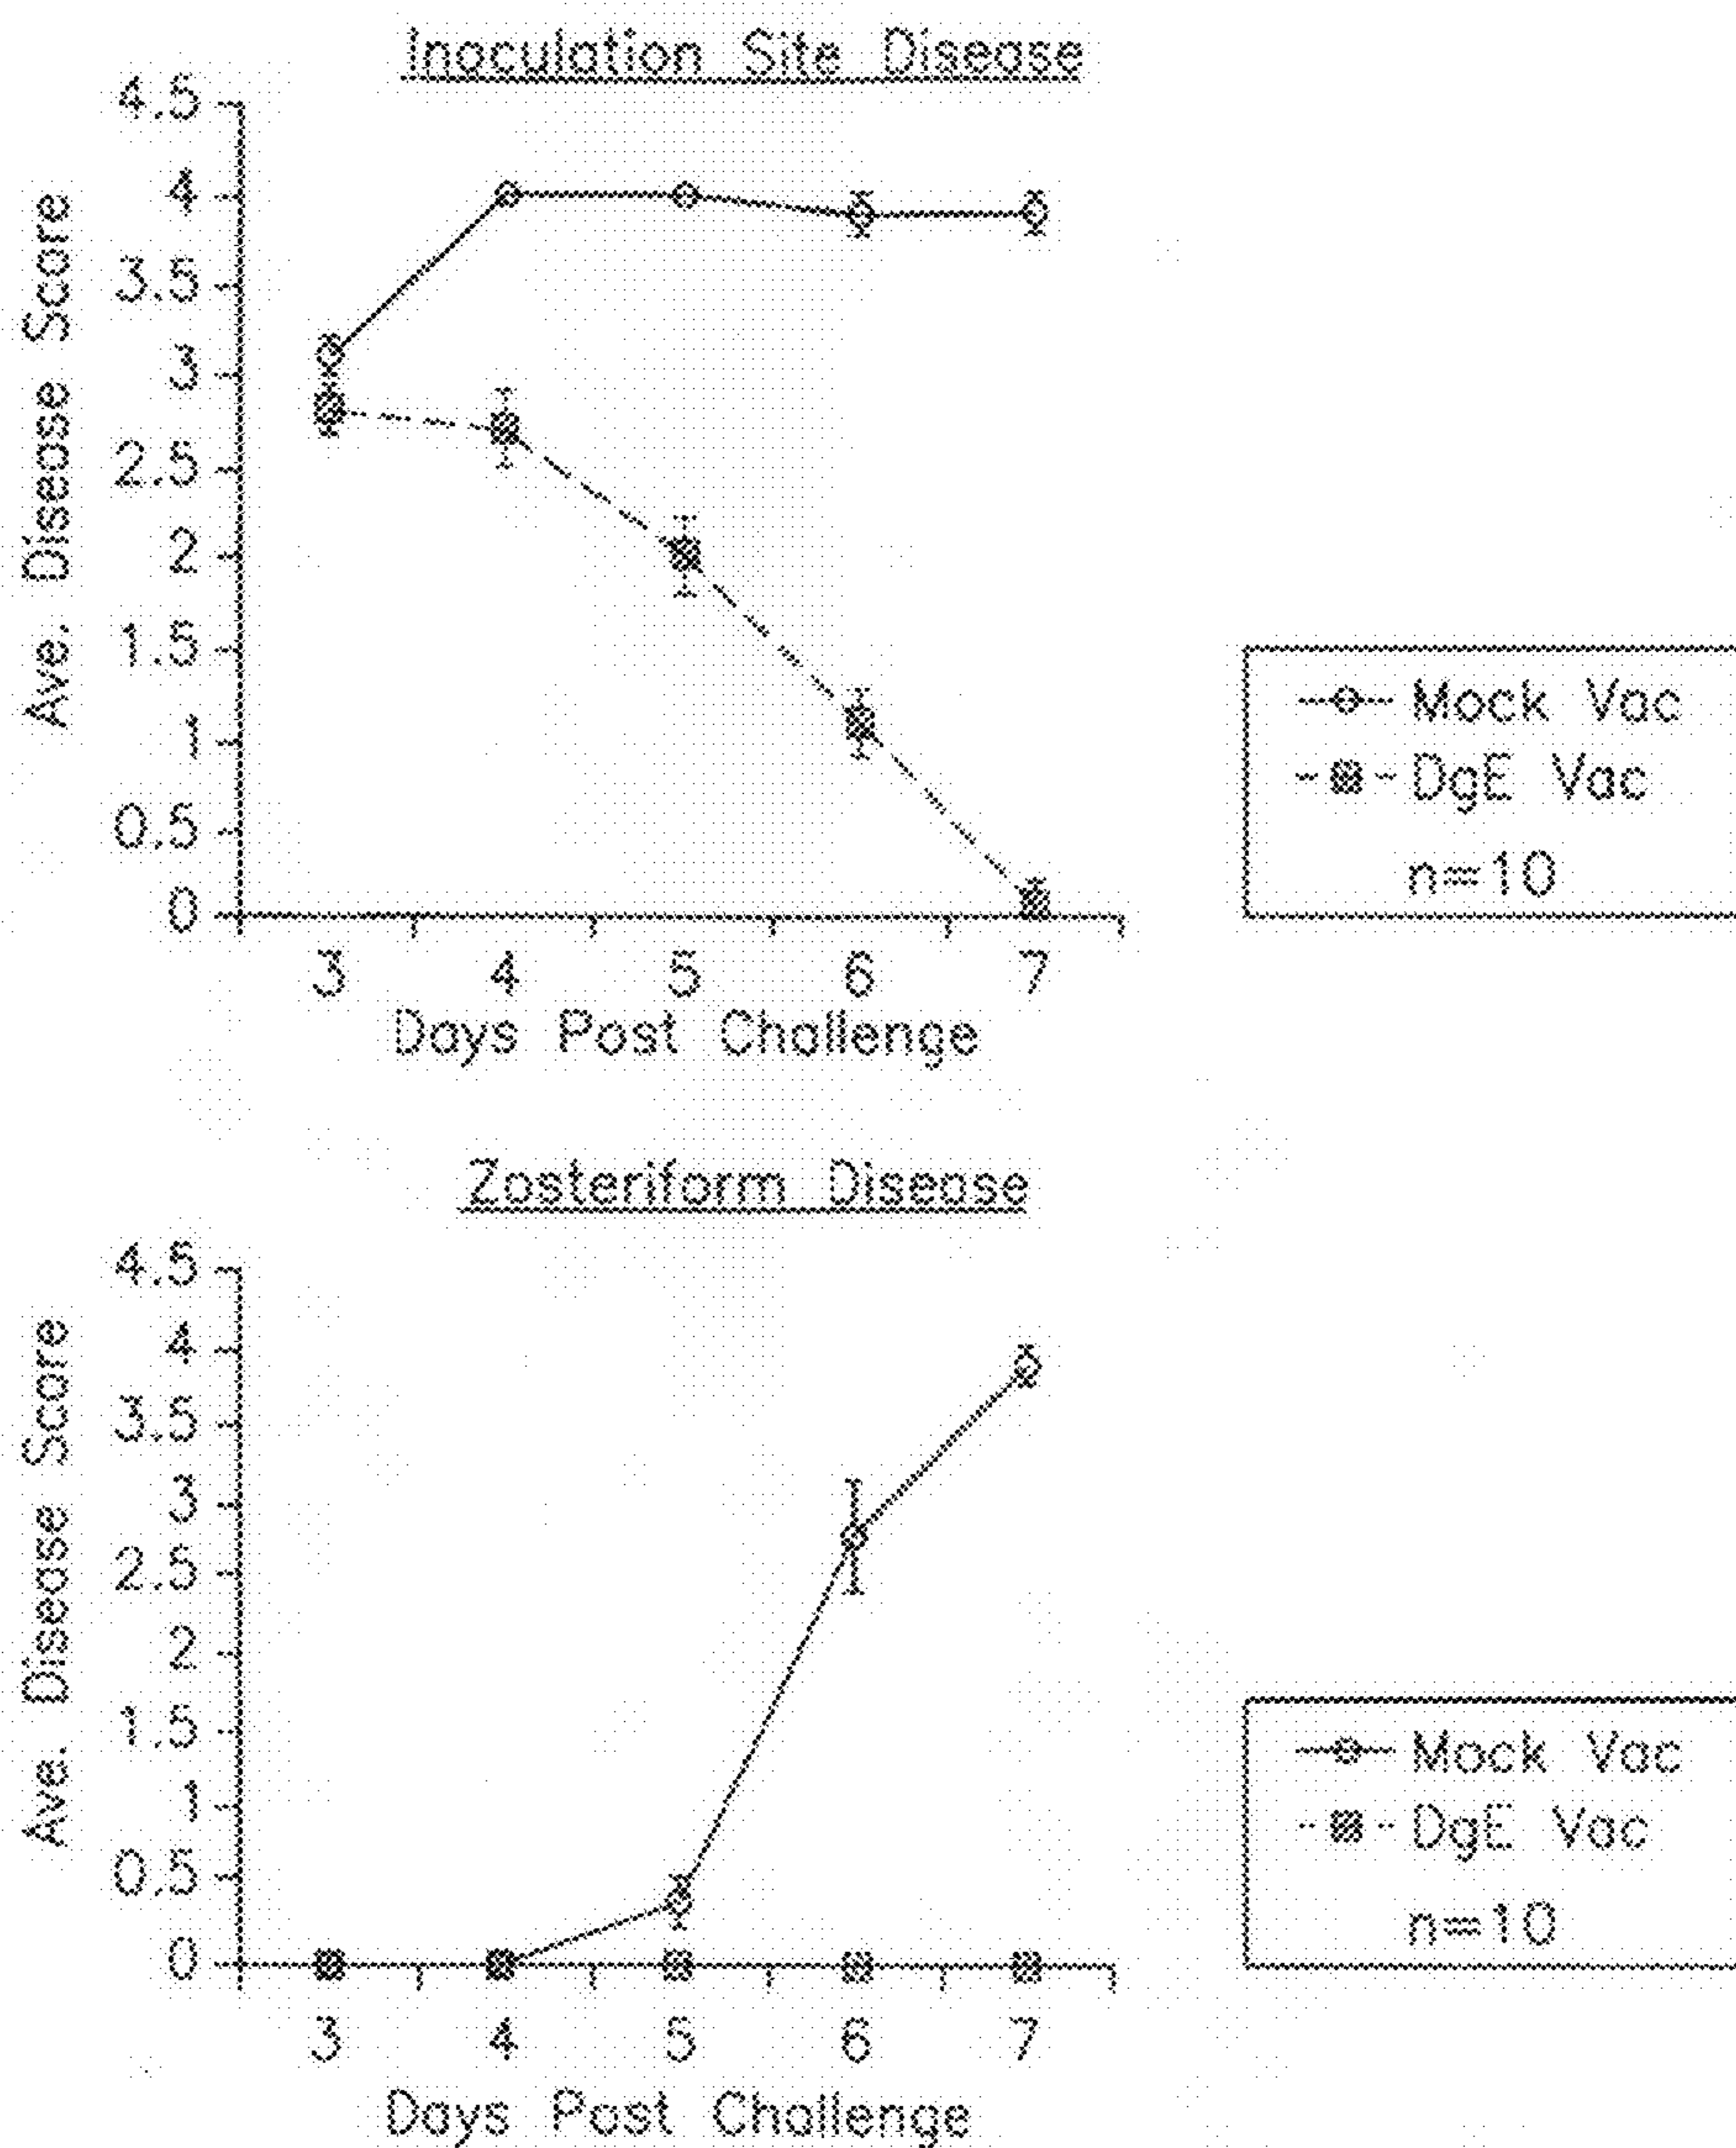 Inoculation Site Disease
Ave. Disease Score
4.5
4
3.5
3
2.5
2
1.5
1
0.5
0
3 4 5 6 7
Days Post Challenge
Mock Vac
DgE Vac
n=10
Zosteriform Disease
Ave. Disease Score
4.5
4
3.5
3
2.5
2
1.5
1
0.5
0
3 4 5 6 7
Days Post Challenge
Mock Vac
DgE Vac
n=10